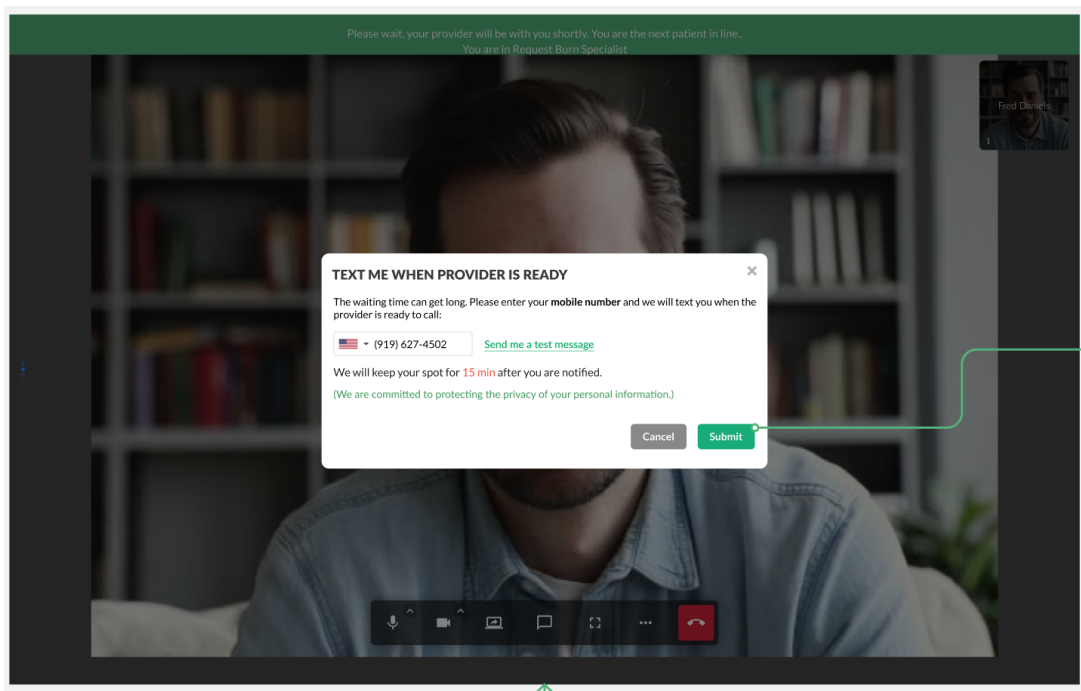 Please wait, your provider will be with you shortly. You are the next patient in line..
You are in Request Burn Specialist
Fred Daniels
1
TEXT ME WHEN PROVIDER IS READY
The waiting time can get long. Please enter your mobile number and we will text you when the
provider is ready to call:
(919) 627-4502 Send me a test message
We will keep your spot for 15 min after you are notified.
(We are committed to protecting the privacy of your personal information.)
Cancel Submit